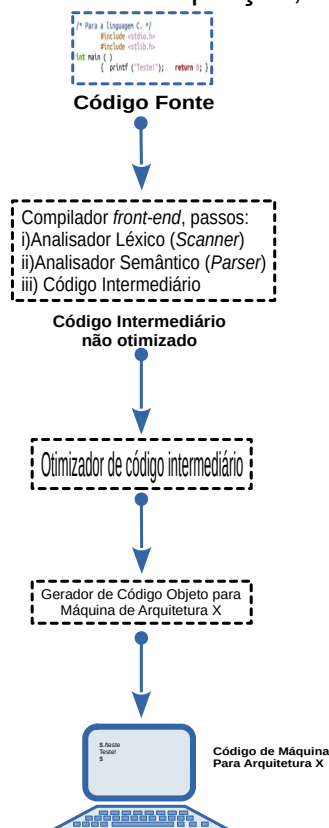 /* Para a linguagem C. */
#include <stdio.h>
#include <stlib.h>
int main ( )
{ printf ("Teste!"); return 0; }
Código Fonte
Compilador front-end, passos:
i)Analisador Léxico (Scanner)
ii)Analisador Semântico (Parser)
iii) Código Intermediário
Código Intermediário
não otimizado
Otimizador de código intermediário
Gerador de Código Objeto para
Máquina de Arquitetura X
$./teste
Teste!
$
Código de Máquina
Para Arquitetura X